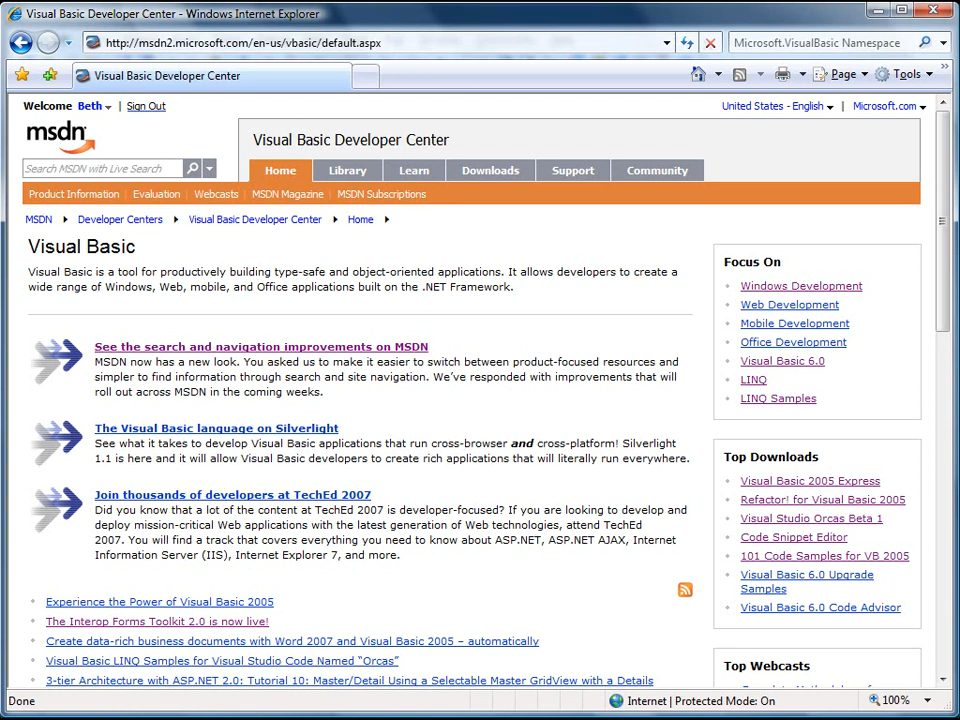 Visual Basic Developer Center - Windows Internet Explorer
http://msdn2.microsoft.com/en-us/vbasic/default.aspx
Microsoft.VisualBasic Namespace
Visual Basic Developer Center
Page
Tools
Welcome Beth | Sign Out
United States - English | Microsoft.com
msdn
Visual Basic Developer Center
Search MSDN with Live Search
Home Library Learn Downloads Support Community
Product Information | Evaluation | Webcasts | MSDN Magazine | MSDN Subscriptions
MSDN Developer Centers Visual Basic Developer Center Home
Visual Basic
Visual Basic is a tool for productively building type-safe and object-oriented applications. It allows developers to create a
wide range of Windows, Web, mobile, and Office applications built on the .NET Framework.
See the search and navigation improvements on MSDN
MSDN now has a new look. You asked us to make it easier to switch between product-focused resources and
simpler to find information through search and site navigation. We've responded with improvements that will
roll out across MSDN in the coming weeks.
The Visual Basic language on Silverlight
See what it takes to develop Visual Basic applications that run cross-browser and cross-platform! Silverlight
1.1 is here and it will allow Visual Basic developers to create rich applications that will literally run everywhere.
Join thousands of developers at TechEd 2007
Did you know that a lot of the content at TechEd 2007 is developer-focused? If you are looking to develop and
deploy mission-critical Web applications with the latest generation of Web technologies, attend TechEd
2007. You will find a track that covers everything you need to know about ASP.NET, ASP.NET AJAX, Internet
Information Server (IIS), Internet Explorer 7, and more.
Experience the Power of Visual Basic 2005
The Interop Forms Toolkit 2.0 is now live!
Create data-rich business documents with Word 2007 and Visual Basic 2005 – automatically
Visual Basic LINQ Samples for Visual Studio Code Named "Orcas"
3-tier Architecture with ASP.NET 2.0: Tutorial 10: Master/Detail Using a Selectable Master GridView with a Details
Focus On
Windows Development
Web Development
Mobile Development
Office Development
Visual Basic 6.0
LINQ
LINQ Samples
Top Downloads
Visual Basic 2005 Express
Refactor! for Visual Basic 2005
Visual Studio Orcas Beta 1
Code Snippet Editor
101 Code Samples for VB 2005
Visual Basic 6.0 Upgrade
Samples
Visual Basic 6.0 Code Advisor
Top Webcasts
Done
Internet | Protected Mode: On
100%